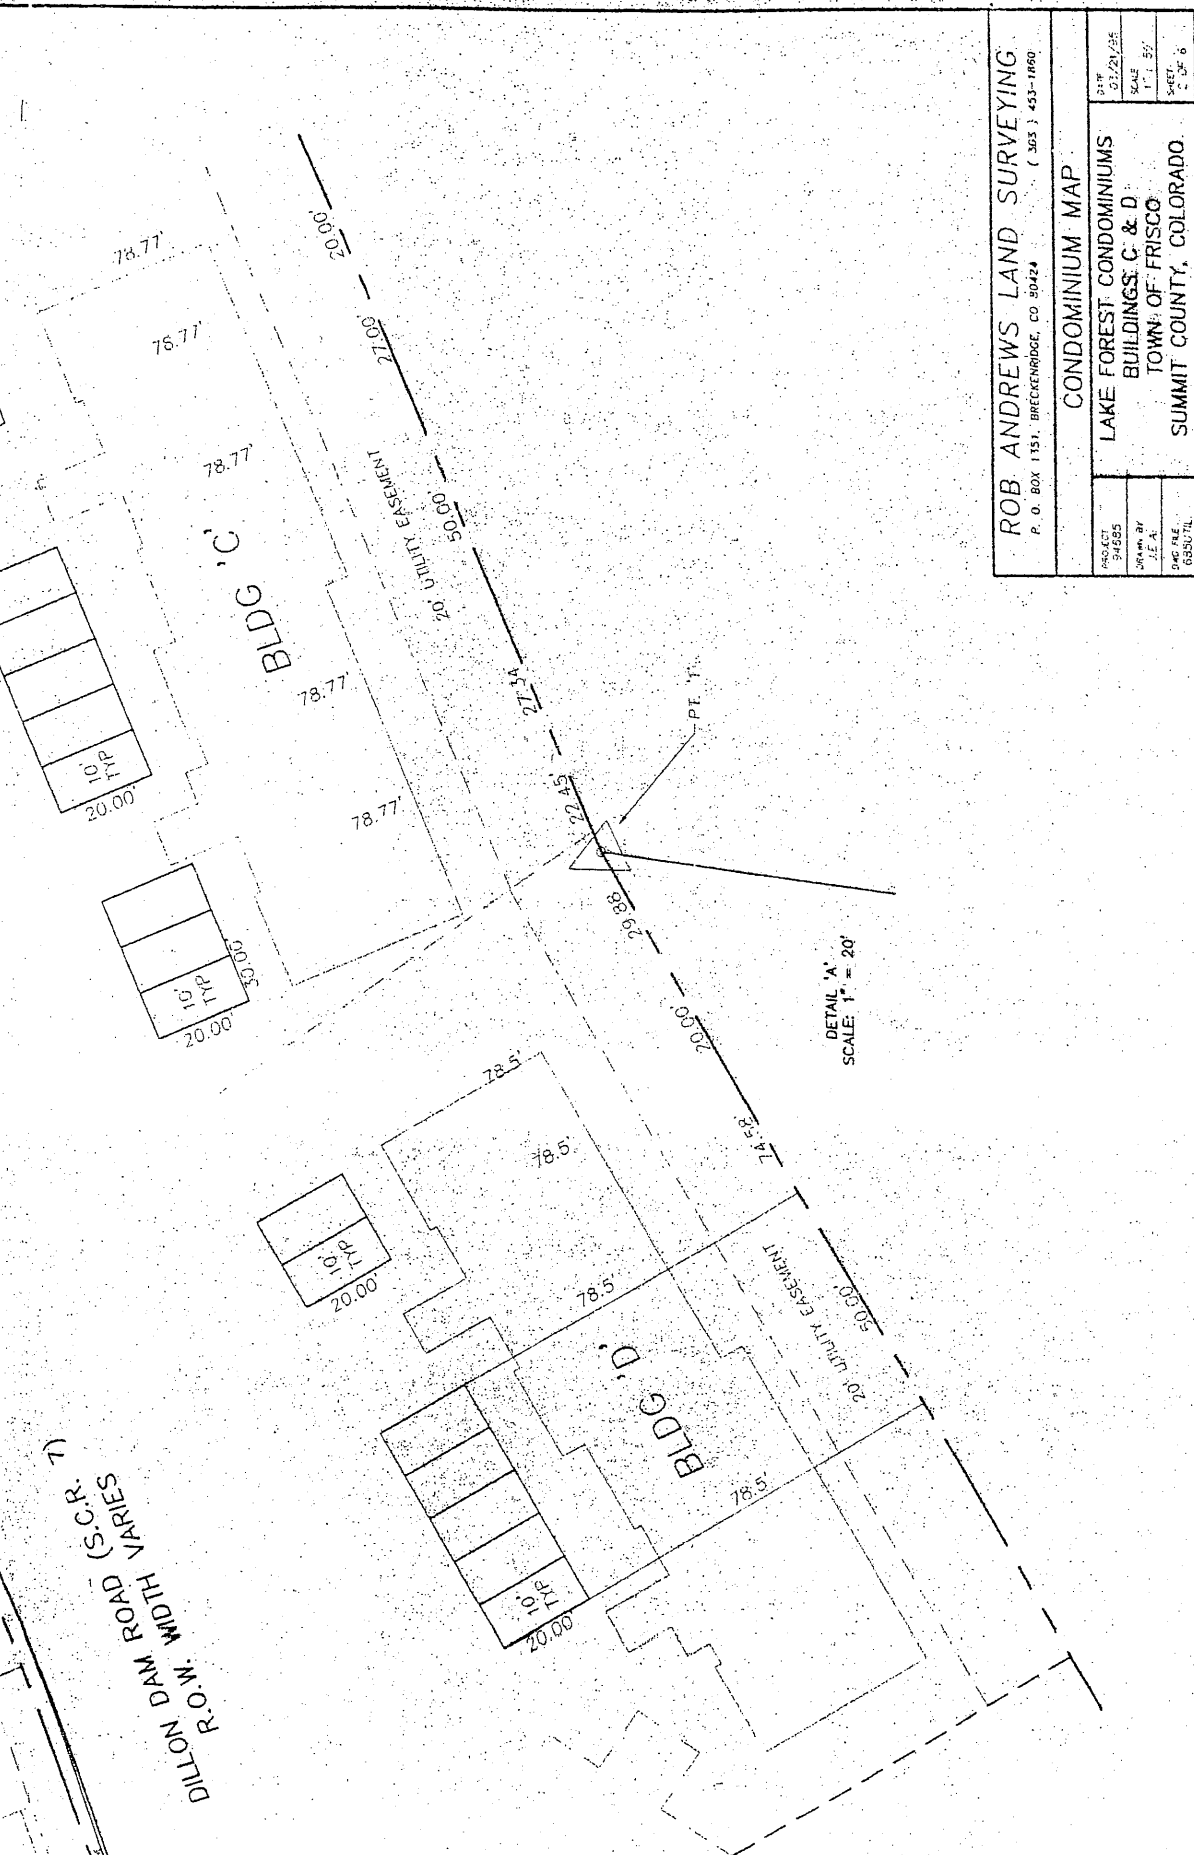 78.77'
78.77'
78.77'
78.77'
78.77'
BLDG 'C'
20.00'
27.00'
50.00'
27.34
22.45'
29.88
20.00'
74.58'
50.00'
20' UTILITY EASEMENT
20' UTILITY EASEMENT
PT.
10'
TYP
20.00'
10'
TYP
20.00'
30.00'
10'
TYP
20.00'
10'
TYP
20.00'
78.5'
78.5'
78.5'
78.5'
BLDG 'D'
DETAIL 'A'
SCALE: 1" = 20'
DILLON DAM ROAD (S.C.R. 7)
R.O.W. WIDTH VARIES
ROB ANDREWS LAND SURVEYING
P. O. BOX 1351, BRECKENRIDGE, CO 80424 ( 303 ) 453-1860
CONDOMINIUM MAP
PROJECT
94685
DRAWN BY
J.E.A.
DWG FILE
685UTIL
LAKE FOREST CONDOMINIUMS
BUILDINGS C & D
TOWN OF FRISCO
SUMMIT COUNTY, COLORADO
DATE
SCALE
SHEET
OF 6